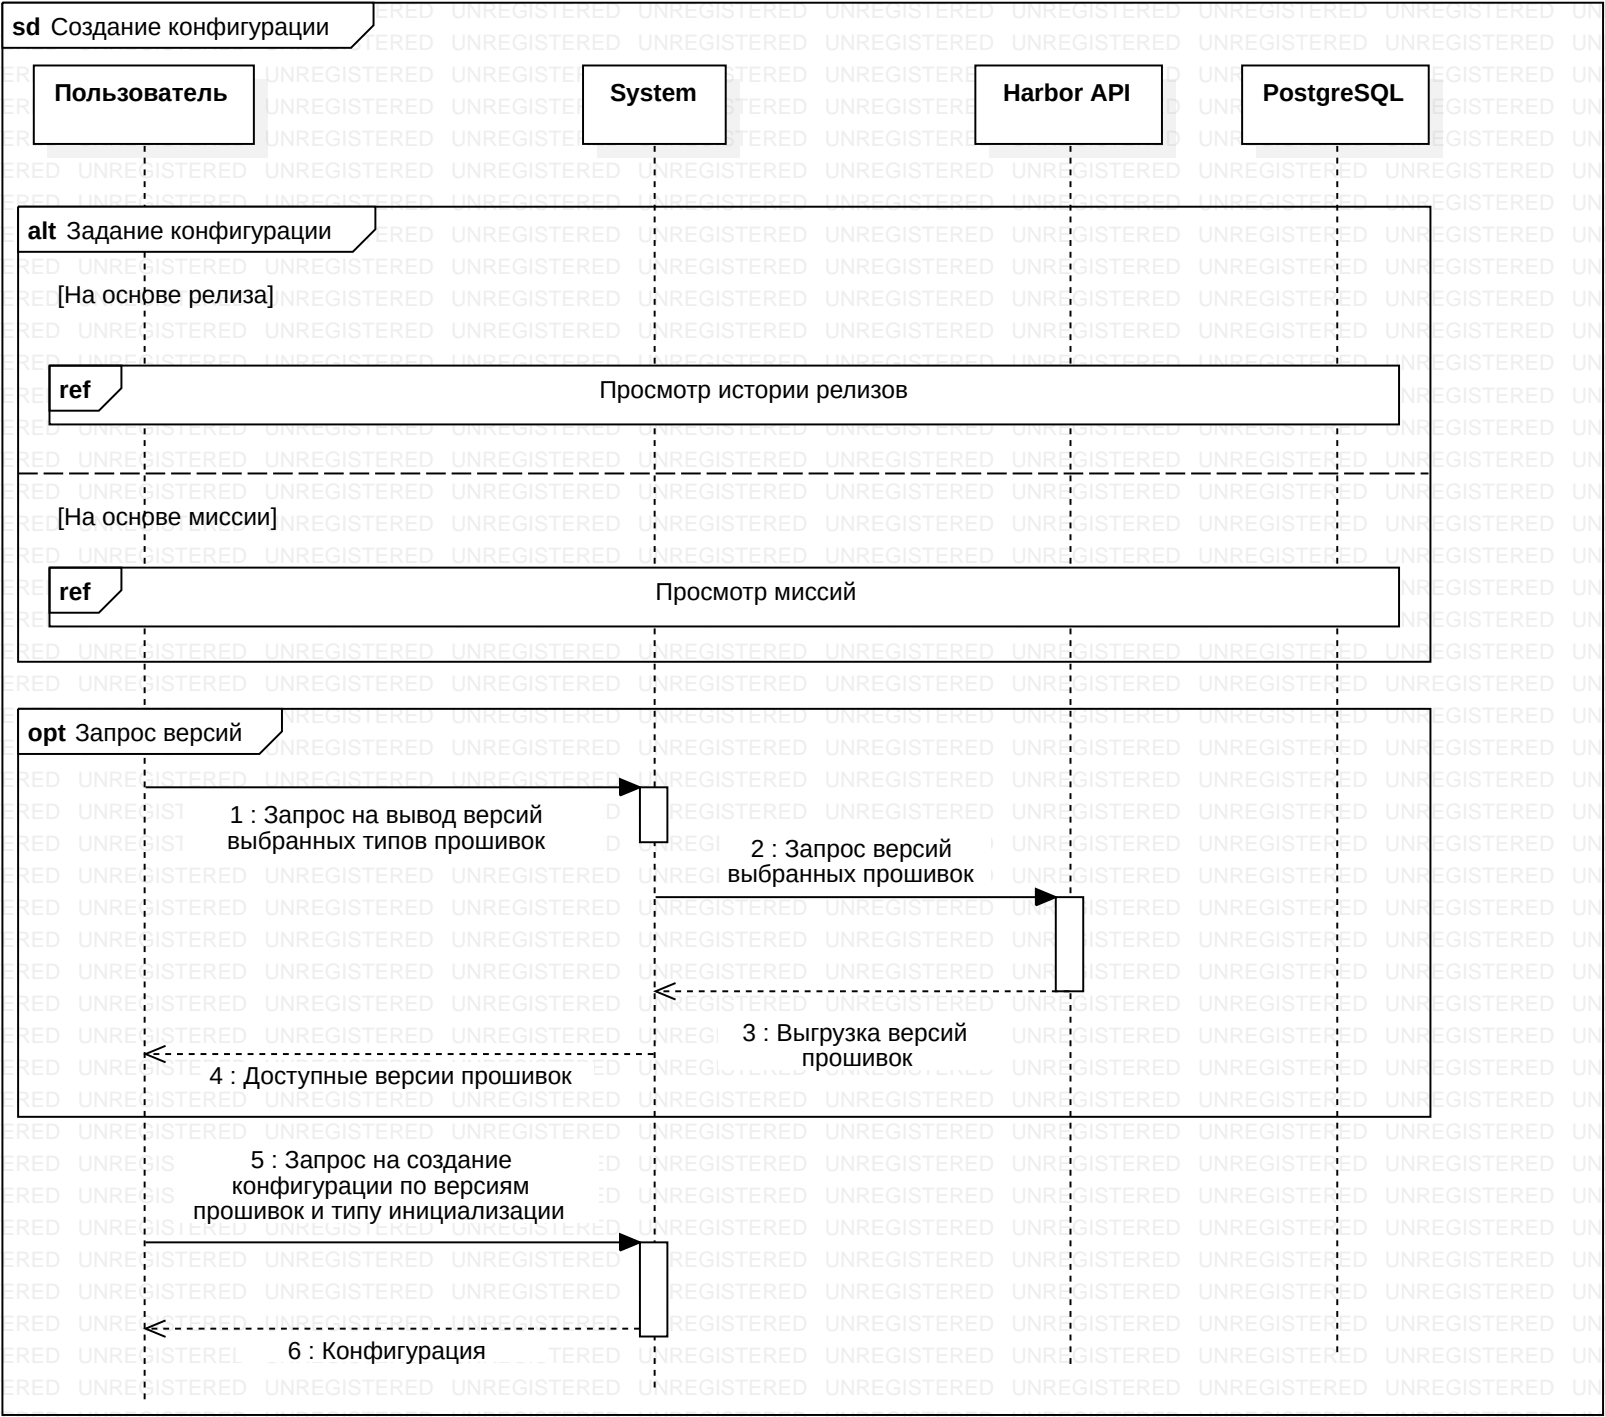 sd Создание конфигурации
Пользователь
System
Harbor API
PostgreSQL
alt Задание конфигурации
[На основе релиза]
ref
Просмотр истории релизов
[На основе миссии]
ref
Просмотр миссий
opt Запрос версий
1 : Запрос на вывод версий
выбранных типов прошивок
2 : Запрос версий
выбранных прошивок
3 : Выгрузка версий
прошивок
4 : Доступные версии прошивок
5 : Запрос на создание
конфигурации по версиям
прошивок и типу инициализации
6 : Конфигурация
UNREGISTERED